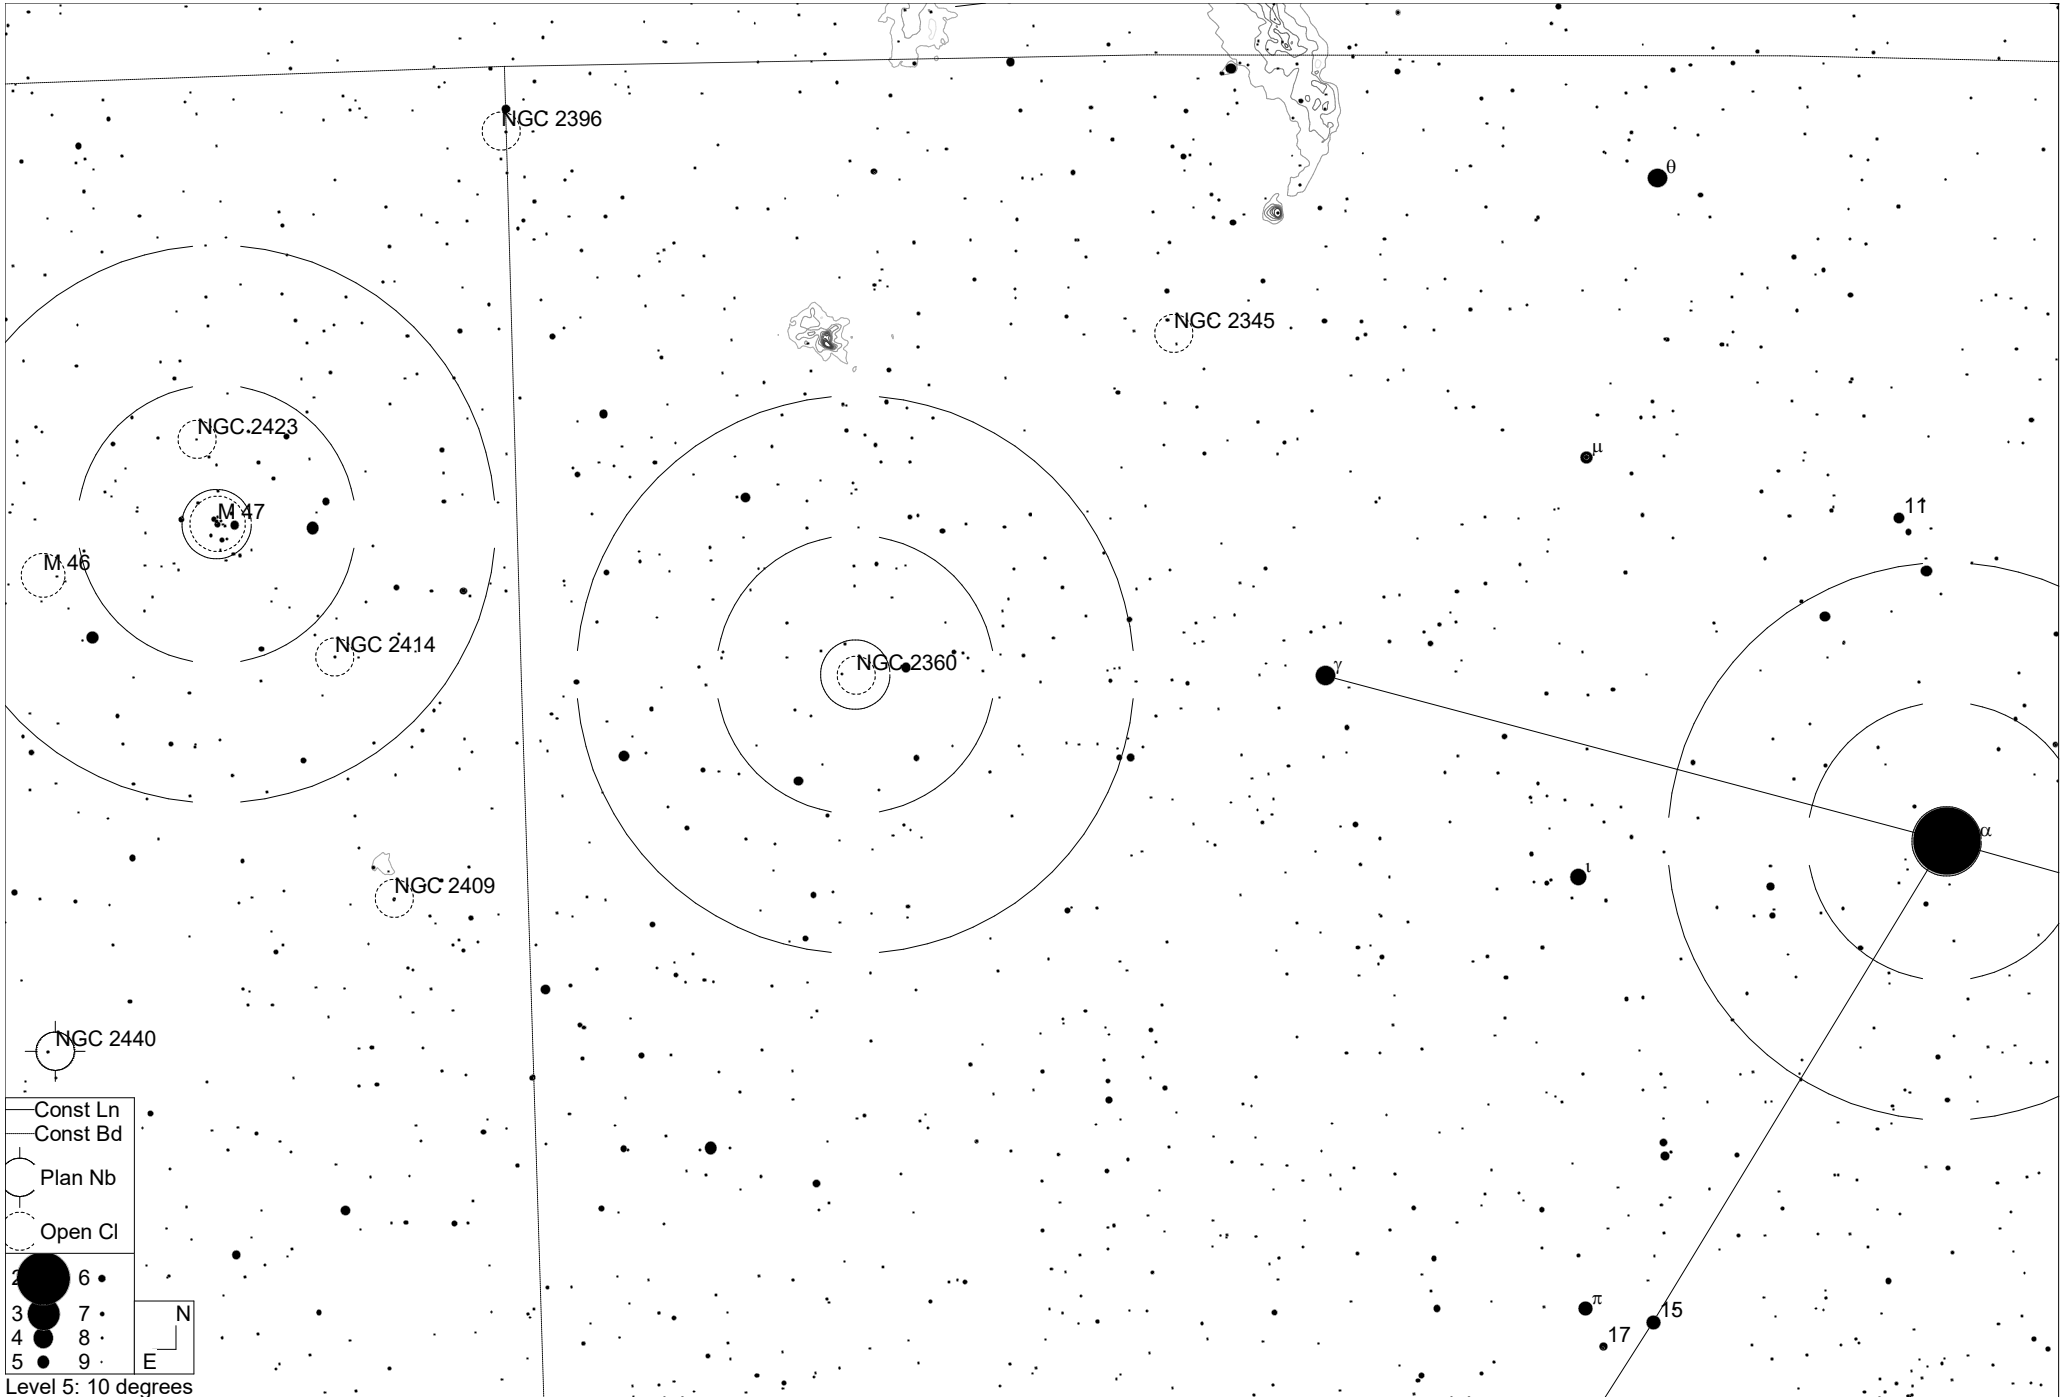 NGC 2396
θ
NGC 2345
NGC 2423
μ
M 47
11
M 46
NGC 2414
NGC 2360
γ
α
ι
NGC 2409
NGC 2440
Const Ln
Const Bd
Plan Nb
Open Cl
2 6
3 7
4 8
5 9
N
E
π
15
17
Level 5: 10 degrees